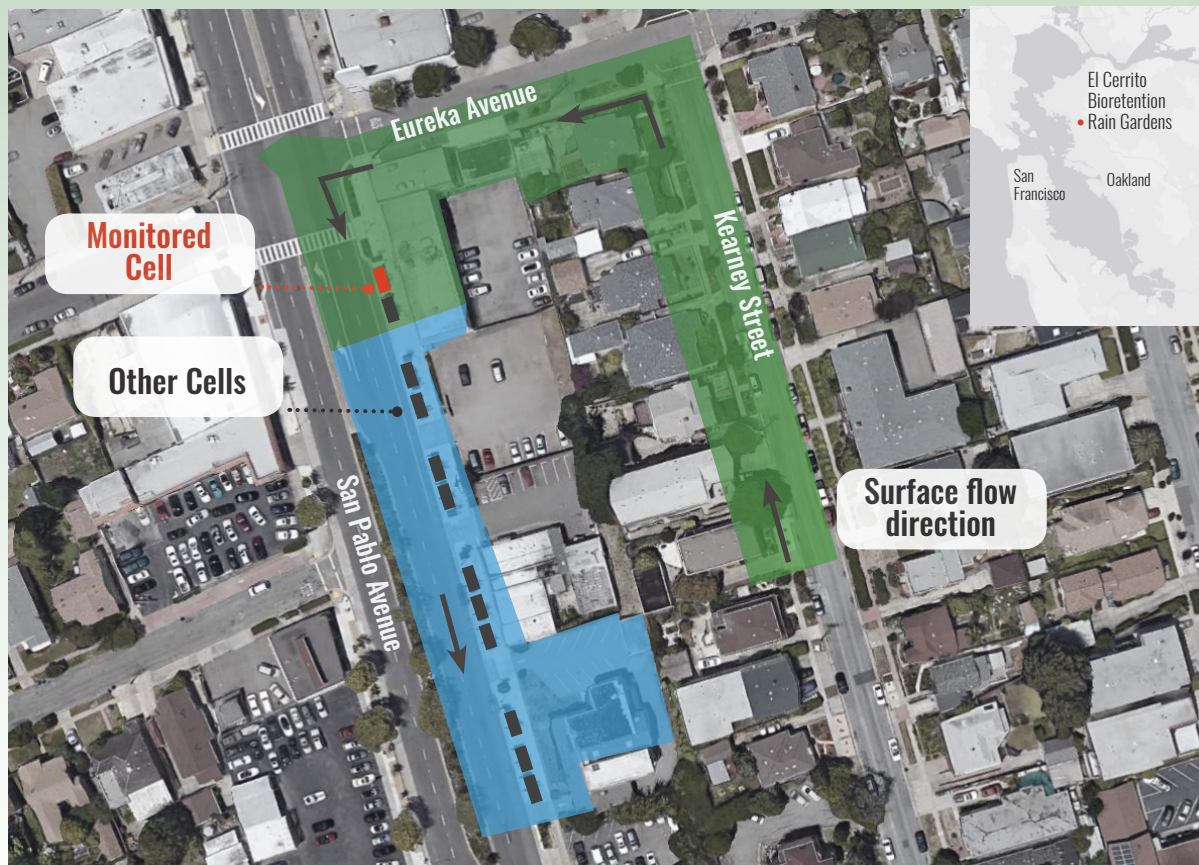 Eureka Avenue
El Cerrito
Bioretention
Rain Gardens
San
Francisco
Oakland
Monitored
Cell
Kearney Street
Other Cells
San Pablo Avenue
Surface flow
direction